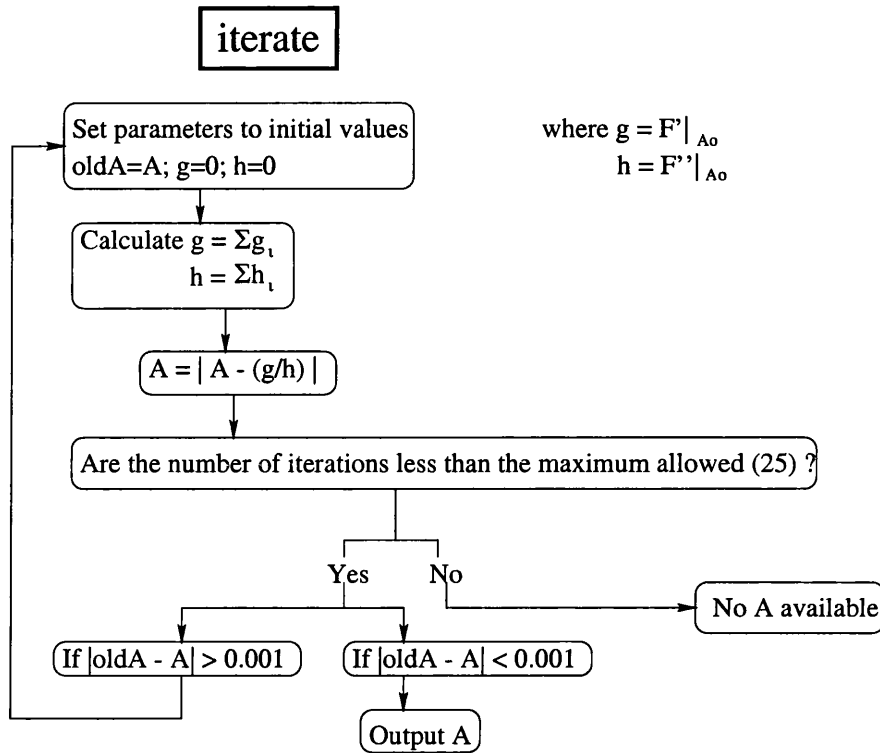 iterate
Set parameters to initial values
oldA=A; g=0; h=0
where g = F'| Ao
h = F''| Ao
Calculate g = Σgι
h = Σhι
A = | A - (g/h) |
Are the number of iterations less than the maximum allowed (25) ?
Yes
No
No A available
If |oldA - A| > 0.001
If |oldA - A| < 0.001
Output A